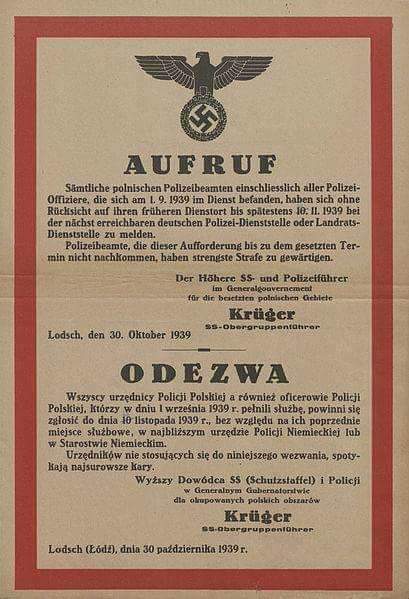 AUFRUF
Sämtliche polnischen Polizeibeamten einschliesslich aller Polizei-
Offiziere, die sich am 1. 9. 1939 im Dienst befanden, haben sich ohne
Rücksicht auf ihren früheren Dienstort bis spätestens 10. 11. 1939 bei
der nächst erreichbaren deutschen Polizei-Dienststelle oder Landrats-
Dienststelle zu melden.
Polizeibeamte, die dieser Aufforderung bis zu dem gesetzten Ter-
min nicht nachkommen, haben strengste Strafe zu gewärtigen.
Der Höhere SS- und Polizeiführer
im Generalgouvernement
für die besetzten polnischen Gebiete
Krüger
SS-Obergruppenführer
Lodsch, den 30. Oktober 1939
ODEZWA
Wszyscy urzędnicy Policji Polskiej a również oficerowie Policji
Polskiej, którzy w dniu 1 września 1939 r. pełnili służbę, powinni się
zgłosić do dnia 10 listopada 1939 r., bez względu na ich poprzednie
miejsce służbowe, w najbliższym urzędzie Policji Niemieckiej lub
w Starostwie Niemieckim.
Urzędników nie stosujących się do niniejszego wezwania, spoty-
kają najsurowsze kary.
Wyższy Dowódca SS (Schutzstaffel) i Policji
w Generalnym Gubernatorstwie
dla okupowanych polskich obszarów
Krüger
SS-Obergruppenführer
Lodsch (Łódź), dnia 30 października 1939 r.